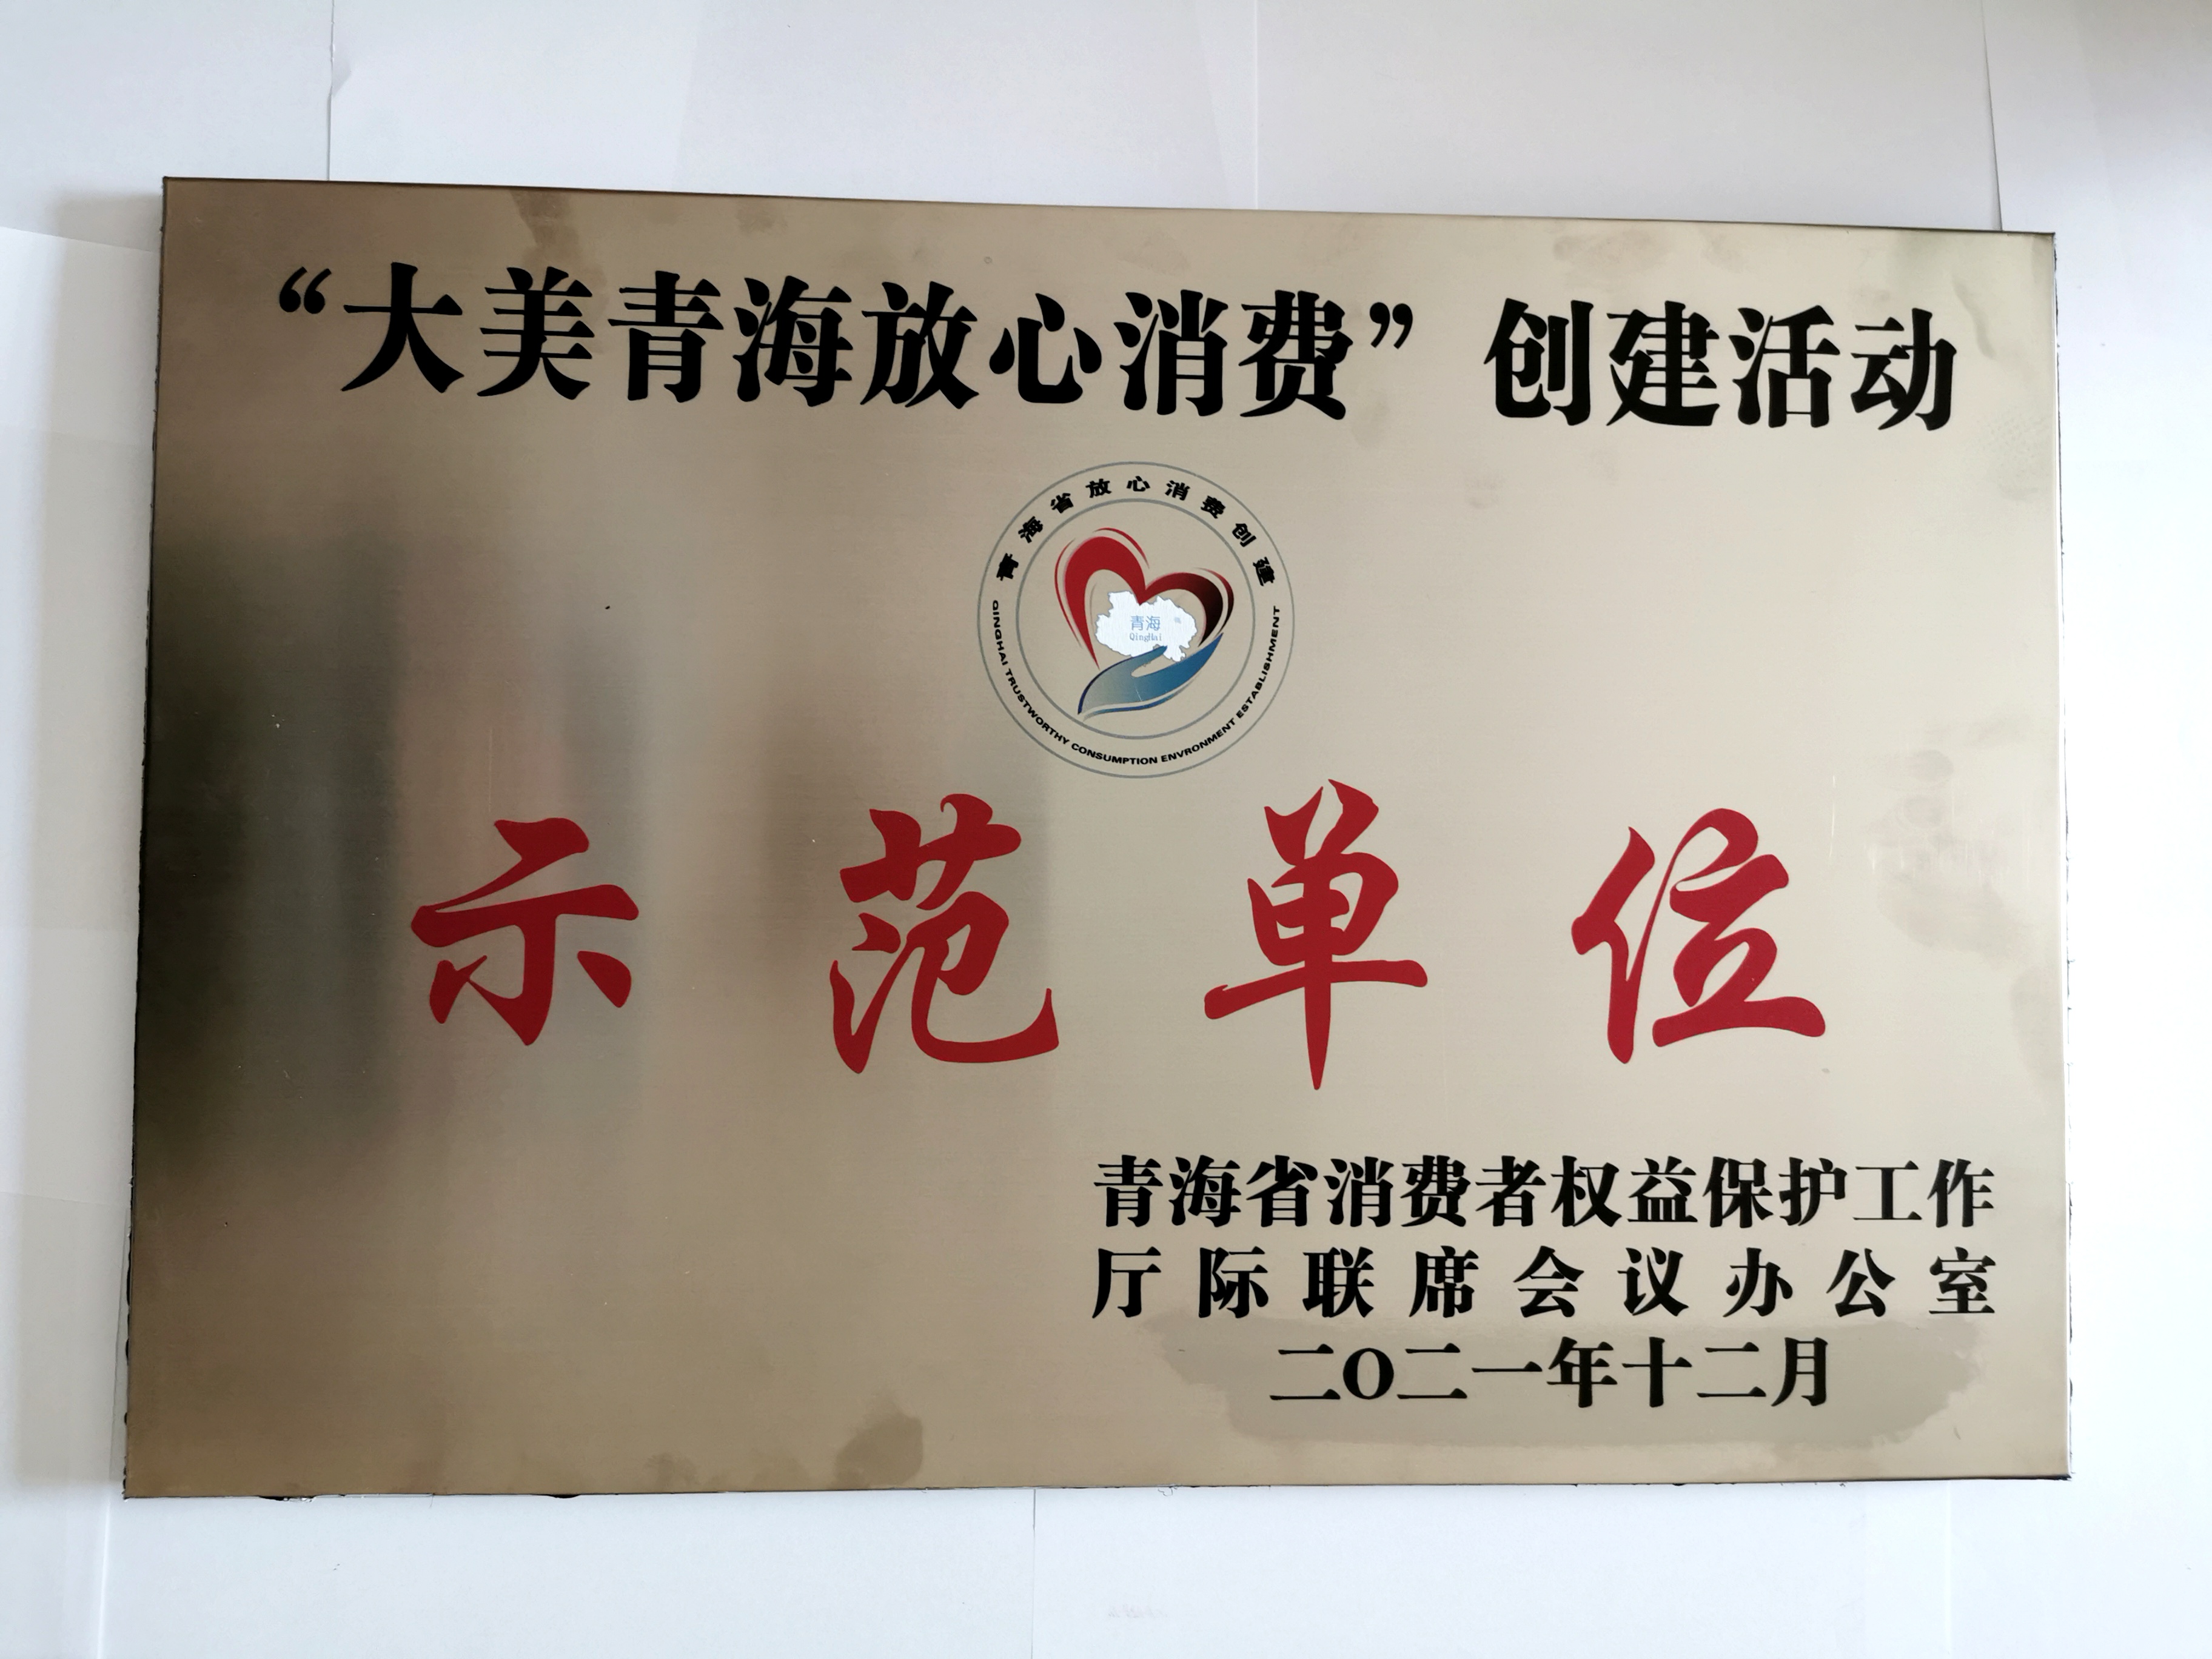 “大美青海放心消费”创建活动
青海省放心消费创建
青海
QingHai
QINGHAI TRUSTWORTHY CONSUMPTION ENVRONMENT ESTABLISHMENT
示范单位
青海省消费者权益保护工作
厅际联席会议办公室
二O二一年十二月